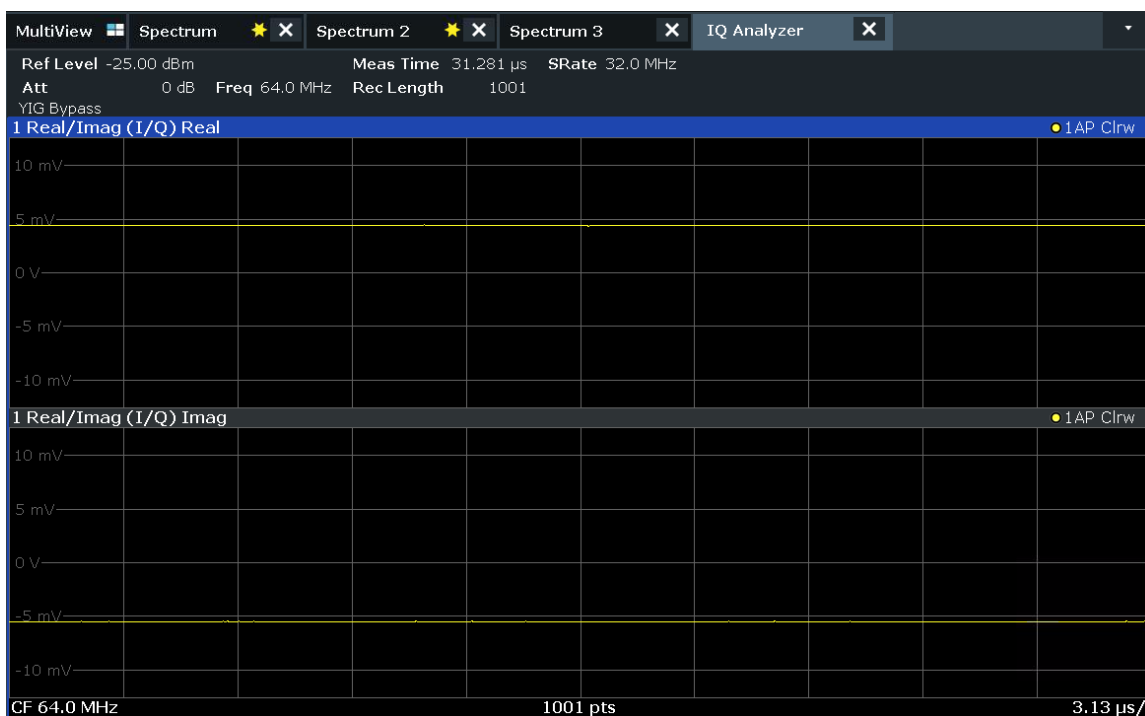 MultiView Spectrum Spectrum 2 Spectrum 3 IQ Analyzer
Ref Level -25.00 dBm Meas Time 31.281 µs SRate 32.0 MHz
Att 0 dB Freq 64.0 MHz Rec Length 1001
YIG Bypass
1 Real/Imag (I/Q) Real 1AP Clrw
10 mV
5 mV
0 V
-5 mV
-10 mV
1 Real/Imag (I/Q) Imag 1AP Clrw
10 mV
5 mV
0 V
-5 mV
-10 mV
CF 64.0 MHz 1001 pts 3.13 µs/